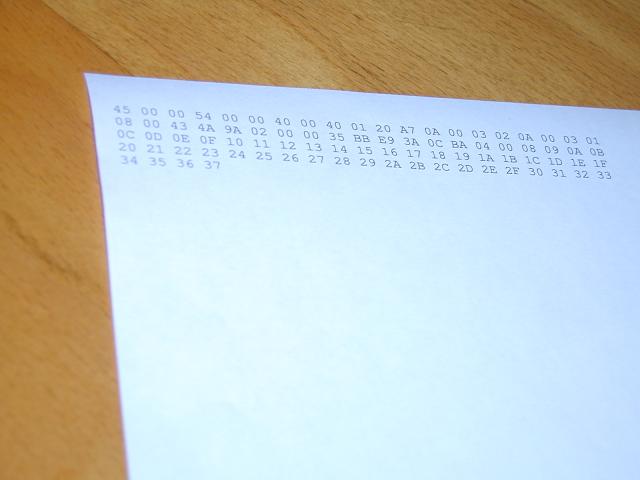 45 00 00 54 00 00 40 00 40 01 20 A7 0A 00 03 02 0A 00 03 01
08 00 43 4A 9A 02 00 00 35 BB E9 3A 0C BA 04 00 08 09 0A 0B
0C 0D 0E 0F 10 11 12 13 14 15 16 17 18 19 1A 1B 1C 1D 1E 1F
20 21 22 23 24 25 26 27 28 29 2A 2B 2C 2D 2E 2F 30 31 32 33
34 35 36 37